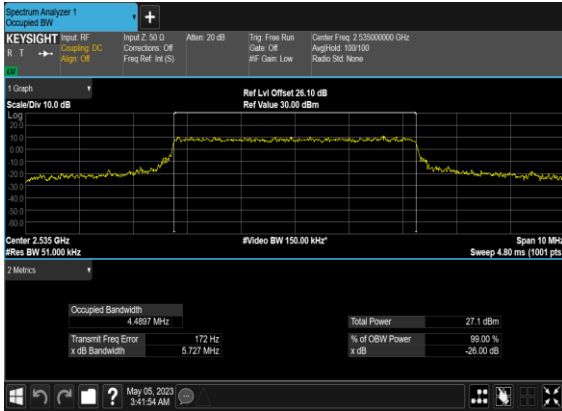 Spectrum Analyzer 1
Occupied BW
+
KEYSIGHT Input: RF Input Z: 50 Ω Atten: 20 dB Trig: Free Run Center Freq: 2.535000000 GHz
R T Coupling: DC Corrections: Off Gate: Off Avg|Hold: 100/100
Align: Off Freq Ref: Int (S) #IF Gain: Low Radio Std: None
1 Graph
Ref Lvl Offset 26.10 dB
Scale/Div 10.0 dB Ref Value 30.00 dBm
Log
20.0
10.0
0.00
-10.0
-20.0
-30.0
-40.0
-50.0
-60.0
Center 2.535 GHz #Video BW 150.00 kHz* Span 10 MHz
#Res BW 51.000 kHz Sweep 4.80 ms (1001 pts)
2 Metrics
Occupied Bandwidth
4.4897 MHz Total Power 27.1 dBm
Transmit Freq Error 172 Hz % of OBW Power 99.00 %
x dB Bandwidth 5.727 MHz x dB -26.00 dB
? May 05, 2023
3:41:54 AM